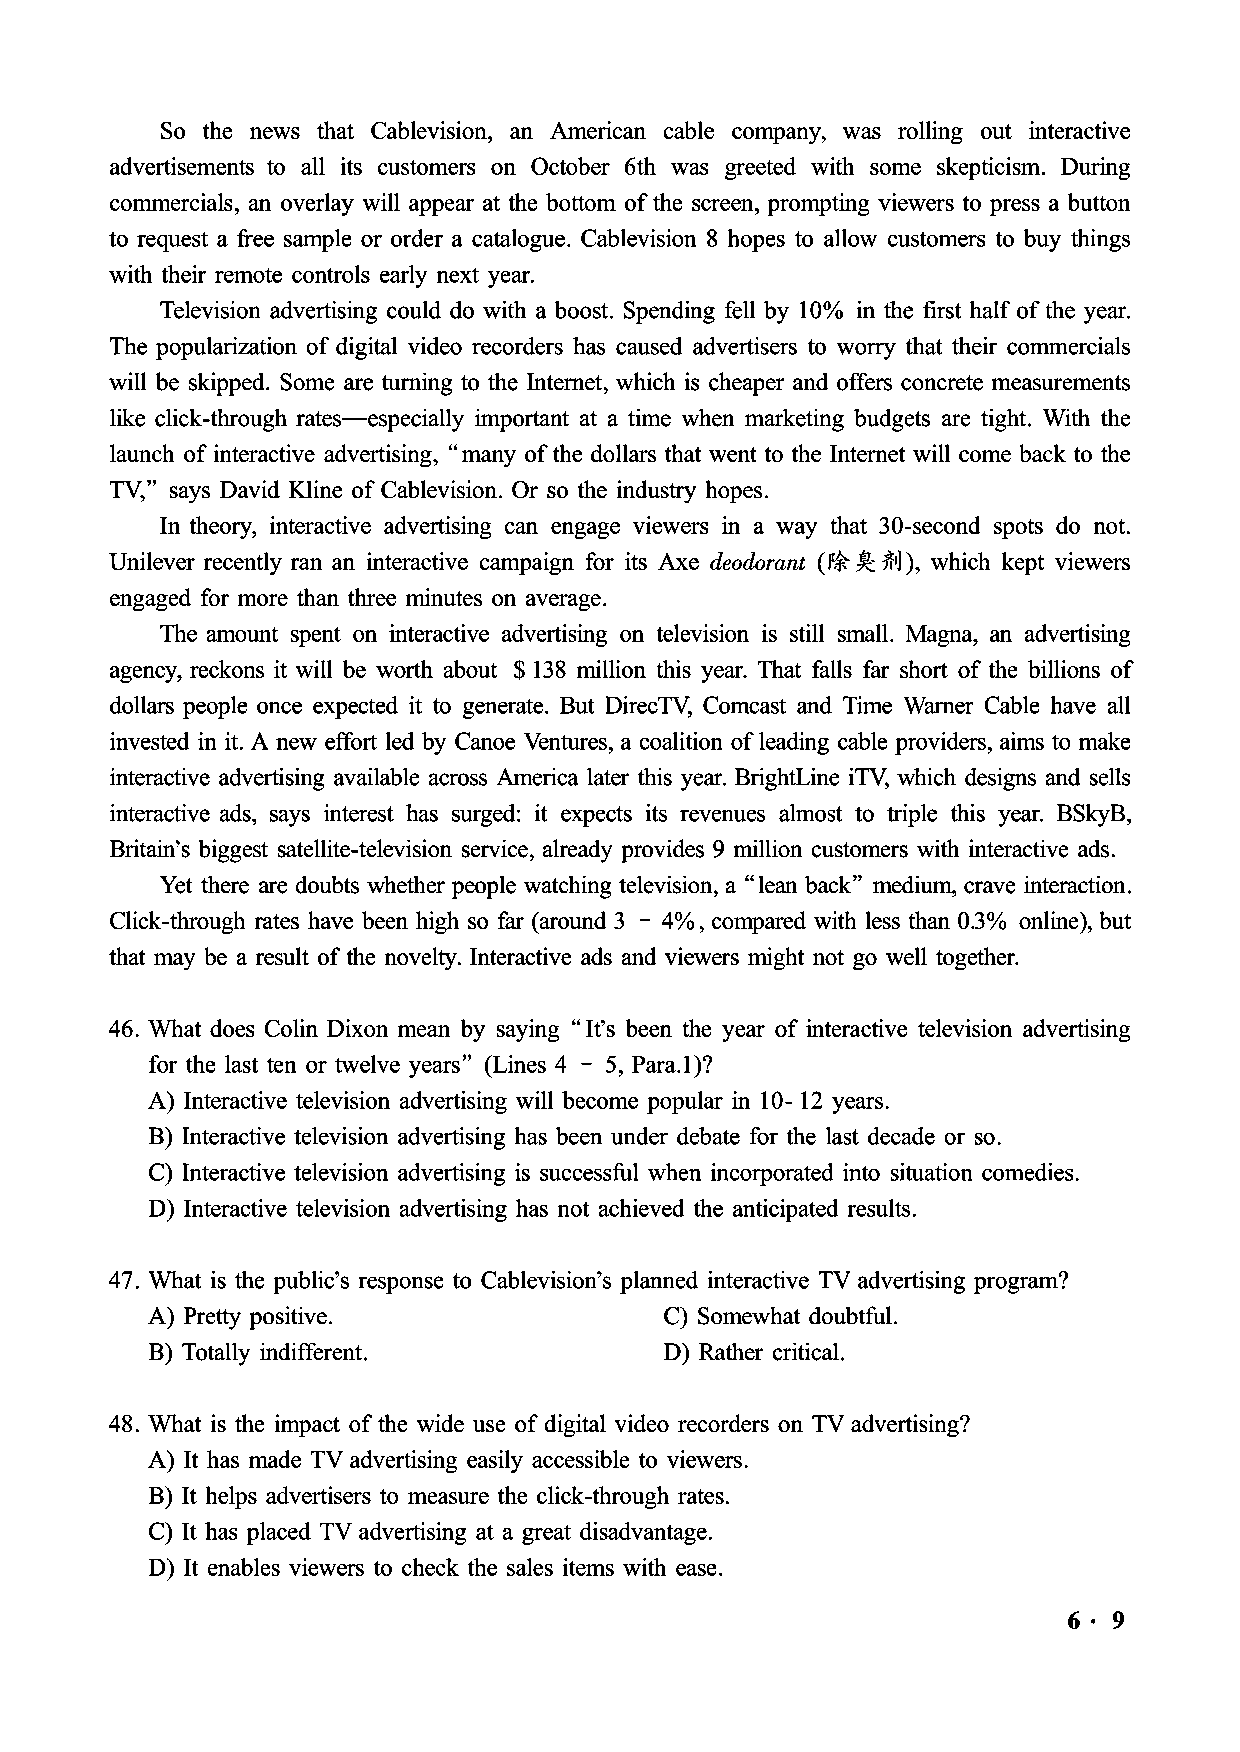 So the news that Cablevision, an American cable company, was rolling out interactive
advertisements to all its customers on October 6th was greeted with some skepticism. During
commercials, an overlay will appear at the bottom of the screen, prompting viewers to press a button
to request a free sample or order a catalogue. Cablevision 8 hopes to allow customers to buy things
with their remote controls early next year.
Television advertising could do with a boost. Spending fell by 10% in the first half of the year.
The popularization of digital video recorders has caused advertisers to worry that their commercials
will be skipped. Some are turning to the Internet, which is cheaper and offers concrete measurements
like click-through rates—especially important at a time when marketing budgets are tight. With the
launch of interactive advertising, “many of the dollars that went to the Internet will come back to the
TV,” says David Kline of Cablevision. Or so the industry hopes.
In theory, interactive advertising can engage viewers in a way that 30-second spots do not.
Unilever recently ran an interactive campaign for its Axe deodorant (除臭剂), which kept viewers
engaged for more than three minutes on average.
The amount spent on interactive advertising on television is still small. Magna, an advertising
agency, reckons it will be worth about $138 million this year. That falls far short of the billions of
dollars people once expected it to generate. But DirecTV, Comcast and Time Warner Cable have all
invested in it. A new effort led by Canoe Ventures, a coalition of leading cable providers, aims to make
interactive advertising available across America later this year. BrightLine iTV, which designs and sells
interactive ads, says interest has surged: it expects its revenues almost to triple this year. BSkyB,
Britain’s biggest satellite-television service, already provides 9 million customers with interactive ads.
Yet there are doubts whether people watching television, a “lean back” medium, crave interaction.
Click-through rates have been high so far (around 3 - 4%, compared with less than 0.3% online), but
that may be a result of the novelty. Interactive ads and viewers might not go well together.
46. What does Colin Dixon mean by saying “It’s been the year of interactive television advertising
for the last ten or twelve years” (Lines 4 - 5, Para.1)?
A) Interactive television advertising will become popular in 10-12 years.
B) Interactive television advertising has been under debate for the last decade or so.
C) Interactive television advertising is successful when incorporated into situation comedies.
D) Interactive television advertising has not achieved the anticipated results.
47. What is the public’s response to Cablevision’s planned interactive TV advertising program?
A) Pretty positive. C) Somewhat doubtful.
B) Totally indifferent. D) Rather critical.
48. What is the impact of the wide use of digital video recorders on TV advertising?
A) It has made TV advertising easily accessible to viewers.
B) It helps advertisers to measure the click-through rates.
C) It has placed TV advertising at a great disadvantage.
D) It enables viewers to check the sales items with ease.
6 · 9